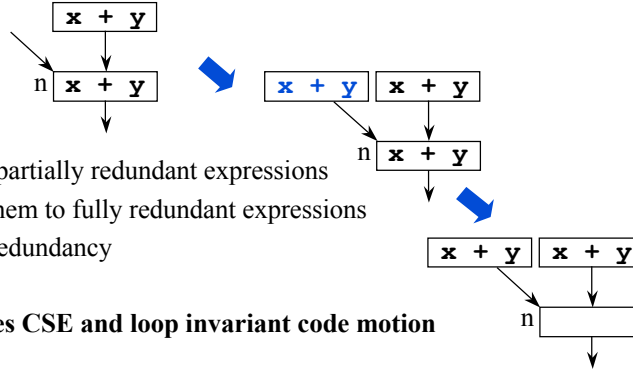 x + y
n x + y
x + y x + y
n x + y
partially redundant expressions
hem to fully redundant expressions
edundancy
x + y x + y
n
es CSE and loop invariant code motion